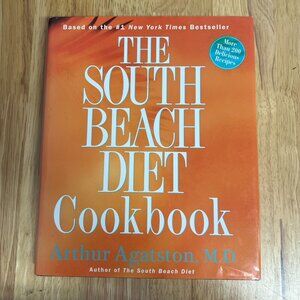 Based on the #1 New York Times Bestseller
THE
SOUTH
BEACH
DIET
Cookbook
More
Than 200
Delicious
Recipes
Arthur Agatston, M.D.
Author of The South Beach Diet